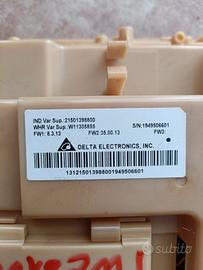 IND Var Sup.:21501398800
WHR Var Sup.:W11305855
S/N:1949506601
FW1: 8.3.13
FW2:35.00.13
FW3:
DELTA ELECTRONICS, INC.
1312150139880001949506601
subito